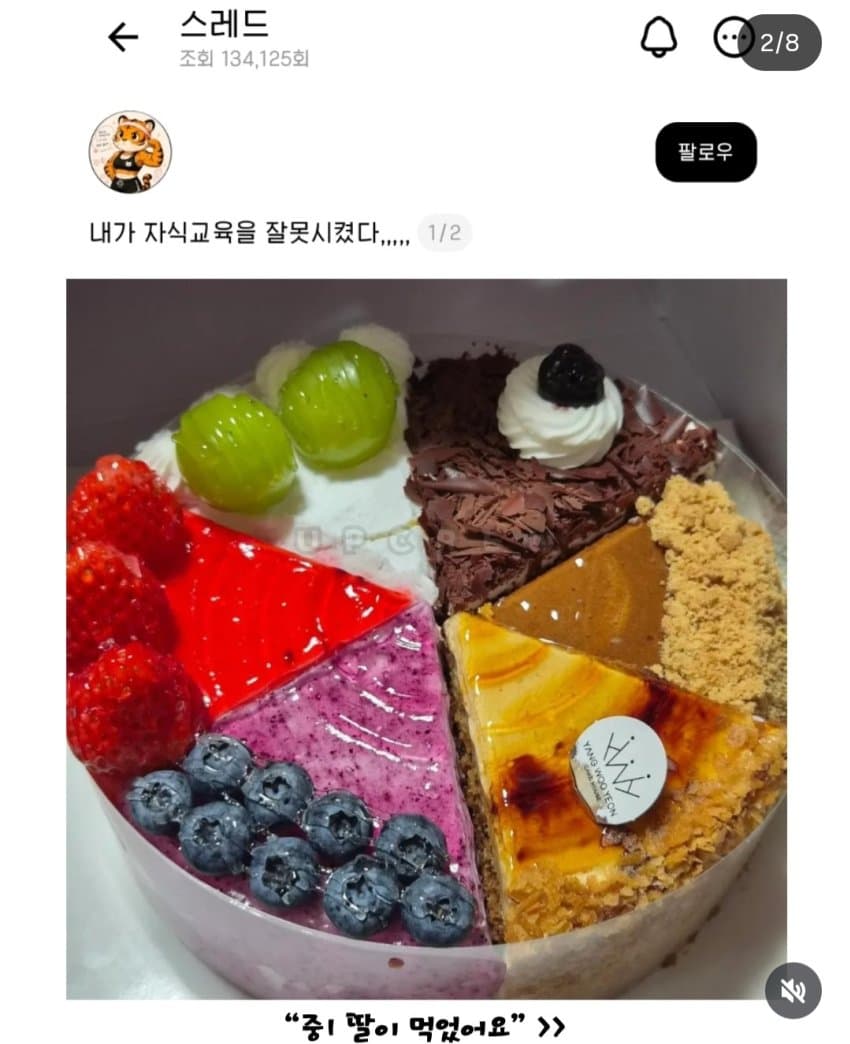 스레드
조회 134,125회
2/8
팔로우
내가 자식교육을 잘못시켰다,,,,, 1/2
YANG WOO YEON
“중1 딸이 먹었어요” >>